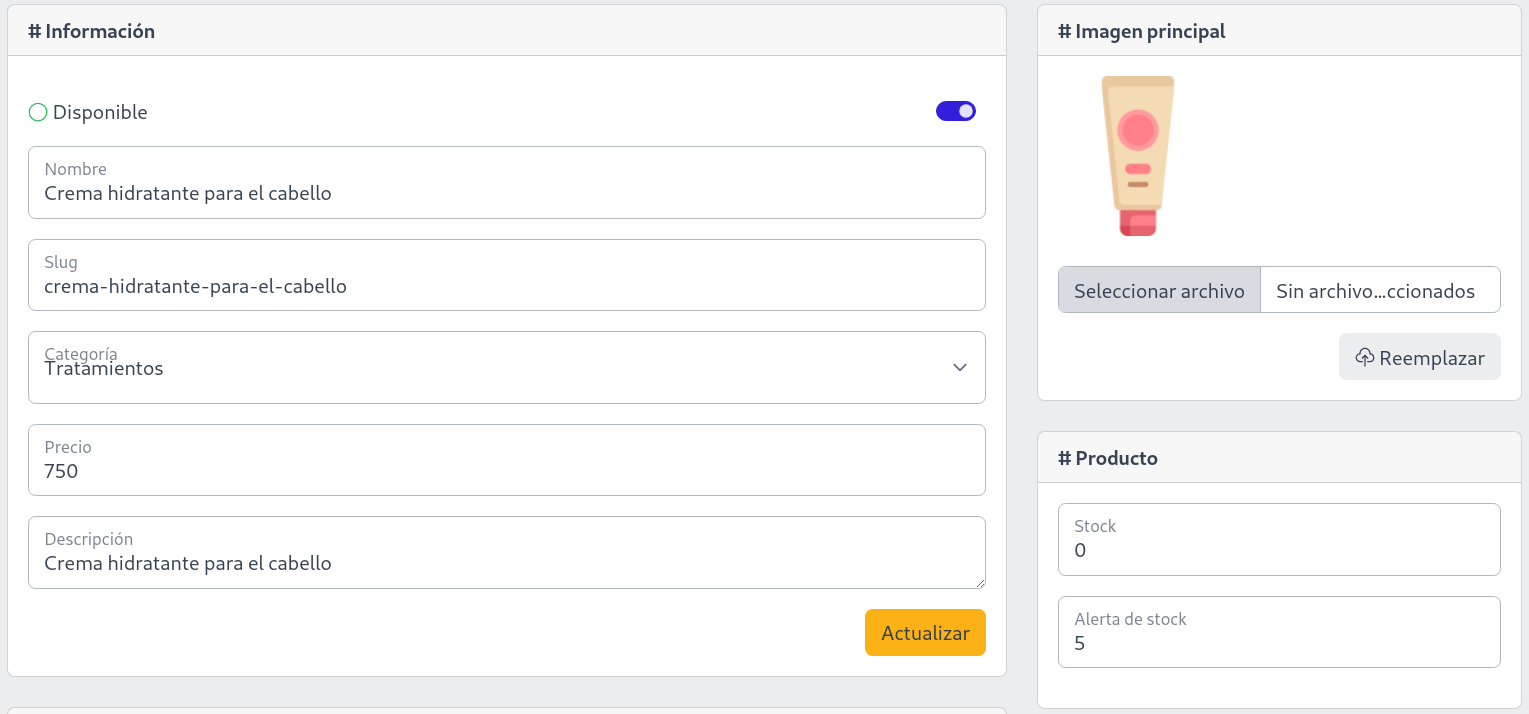 # Información
Disponible
Nombre
Crema hidratante para el cabello
Slug
crema-hidratante-para-el-cabello
Categoría
Tratamientos
Precio
750
Descripción
Crema hidratante para el cabello
Actualizar
# Imagen principal
Seleccionar archivo
Sin archivo...ccionados
Reemplazar
# Producto
Stock
0
Alerta de stock
5